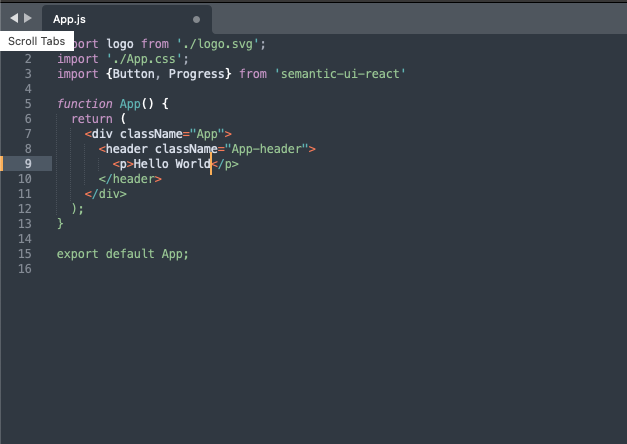 App.js
Scroll Tabs
port logo from './logo.svg';
2 import './App.css';
3 import {Button, Progress} from 'semantic-ui-react'
4
5 function App() {
6 return (
7 <div className="App">
8 <header className="App-header">
9 <p>Hello World</p>
10 </header>
11 </div>
12 );
13 }
14
15 export default App;
16